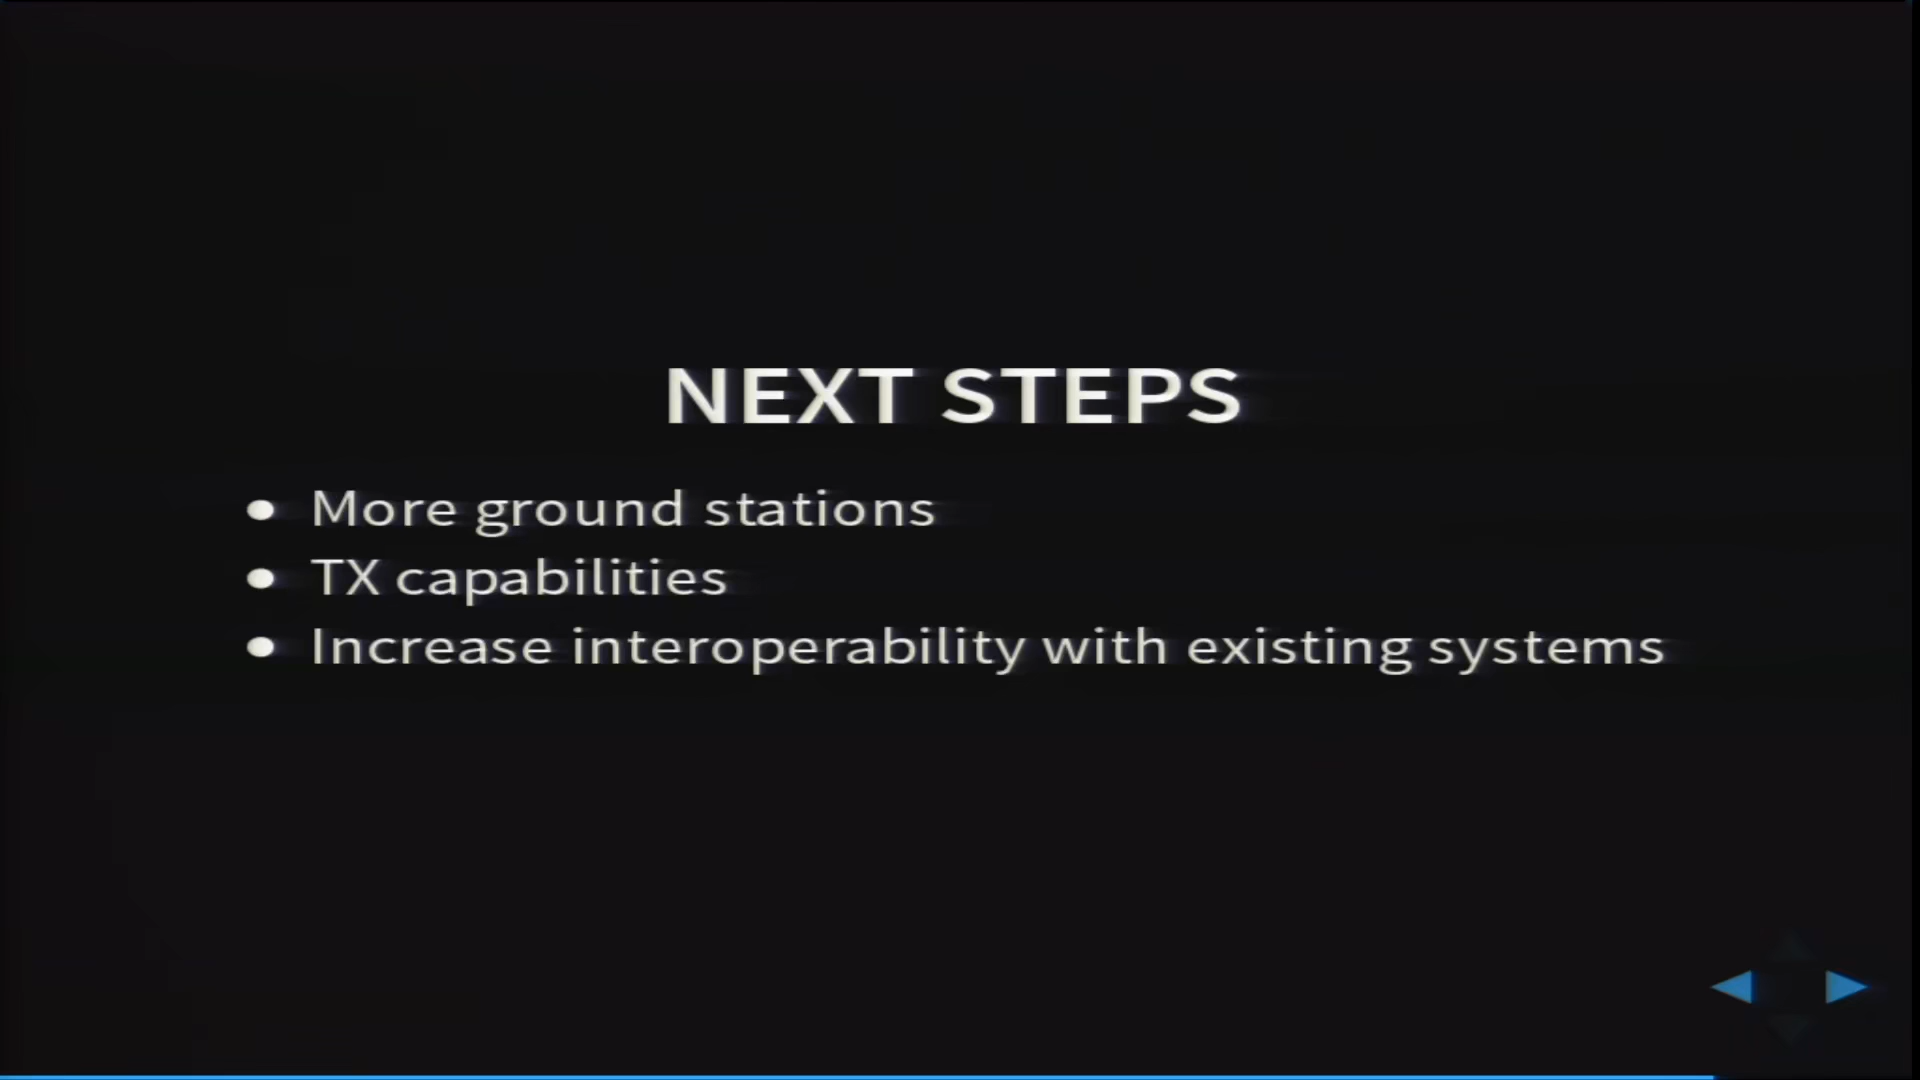 NEXT STEPS
More ground stations
TX capabilities
Increase interoperability with existing systems